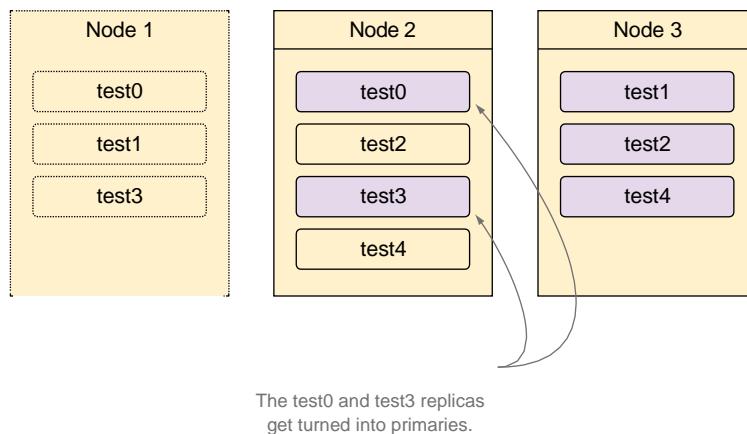 Node 1
test0
test1
test3
Node 2
test0
test2
test3
test4
Node 3
test1
test2
test4
The test0 and test3 replicas
get turned into primaries.